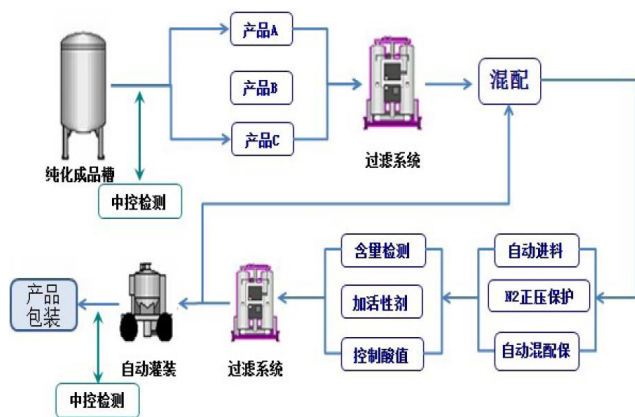 产品A
产品B
产品C
混配
纯化成品槽
过滤系统
中控检测
含量检测
自动进料
产品
包装
加活性剂
N2正压保护
控制酸值
自动混配保
自动灌装
过滤系统
中控检测